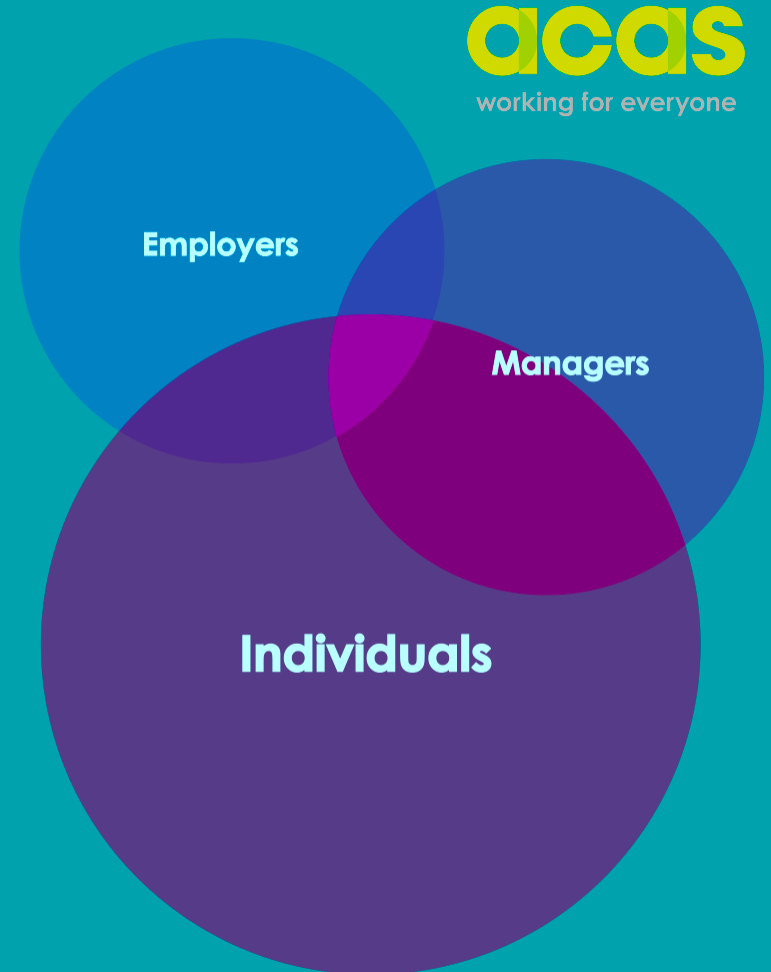 acas
working for everyone
Employers
Managers
Individuals